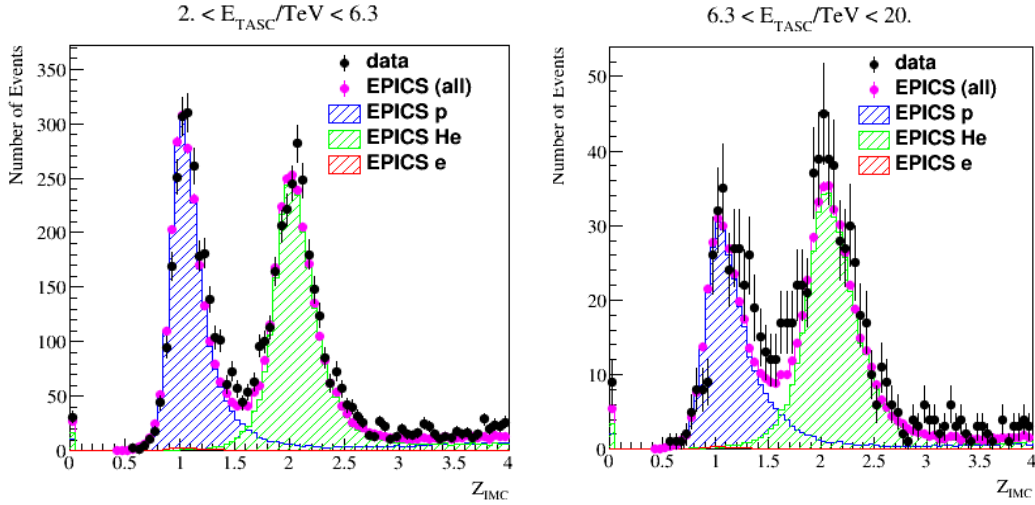 2. < E_TASC/TeV < 6.3
Number of Events
350
300
250
200
150
100
50
0
0 0.5 1 1.5 2 2.5 3 3.5 4
Z_IMC
data
EPICS (all)
EPICS p
EPICS He
EPICS e
6.3 < E_TASC/TeV < 20.
Number of Events
50
40
30
20
10
0
0 0.5 1 1.5 2 2.5 3 3.5 4
Z_IMC
data
EPICS (all)
EPICS p
EPICS He
EPICS e